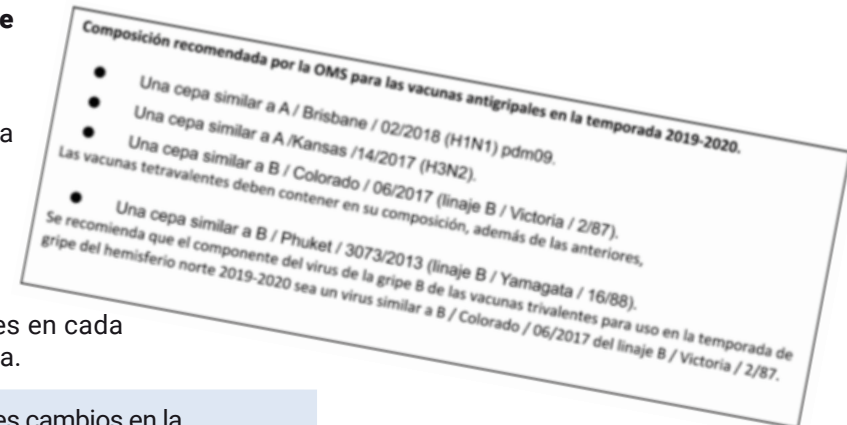 e
Composición recomendada por la OMS para las vacunas antigripales en la temporada 2019-2020.
● Una cepa similar a A / Brisbane / 02/2018 (H1N1) pdm09.
● Una cepa similar a A /Kansas /14/2017 (H3N2).
● Una cepa similar a B / Colorado / 06/2017 (linaje B / Victoria / 2/87).
Las vacunas tetravalentes deben contener en su composición, además de las anteriores,
● Una cepa similar a B / Phuket / 3073/2013 (linaje B / Yamagata / 16/88).
Se recomienda que el componente del virus de la gripe B de las vacunas trivalentes para uso en la temporada de
gripe del hemisferio norte 2019-2020 sea un virus similar a B / Colorado / 06/2017 del linaje B / Victoria / 2/87.
a
es en cada
a.
es cambios en la